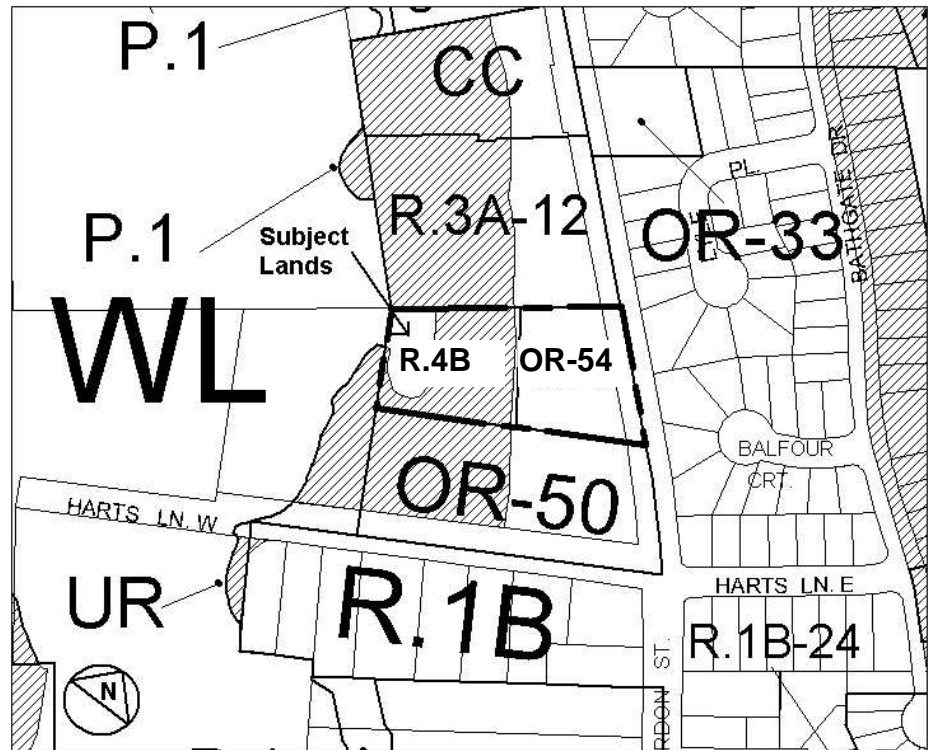 P.1
CC
PL.
R.3A-12
P.1
OR-33
BATHGATE DR
Subject
Lands
WL
R.4B
OR-54
BALFOUR
CRT.
OR-50
HARTS LN. W
HARTS LN. E
UR
R.1B
R.1B-24
ST.
N